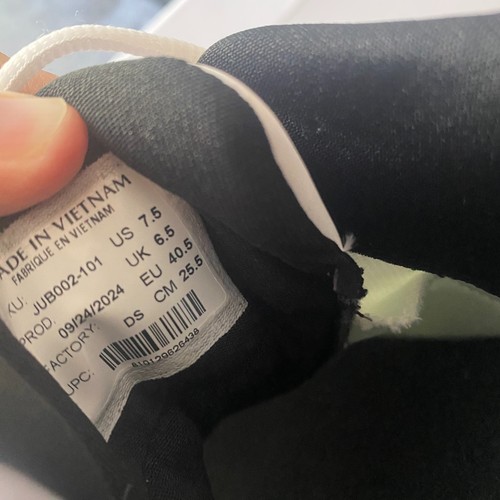 ADE IN VIETNAM
FABRIQUE EN VIETNAM
KU: JUB002-101 US 7.5
PROD. UK 6.5
09/24/2024 EU 40.5
FACTORY: DS CM 25.5
UPC: